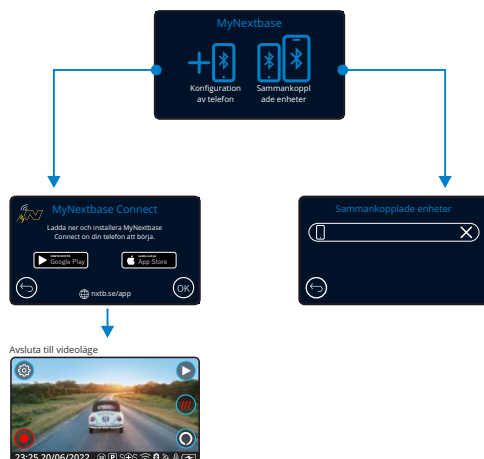 MyNextbase
Konfiguration
av telefon
Sammankoppl
ade enheter
MyNextbase Connect
Ladda ner och installera MyNextbase
Connect on din telefon att börja.
Google Play
App Store
OK
nxtb.se/app
Sammankopplade enheter
Avsluta till videoläge
23:25 20/06/2022